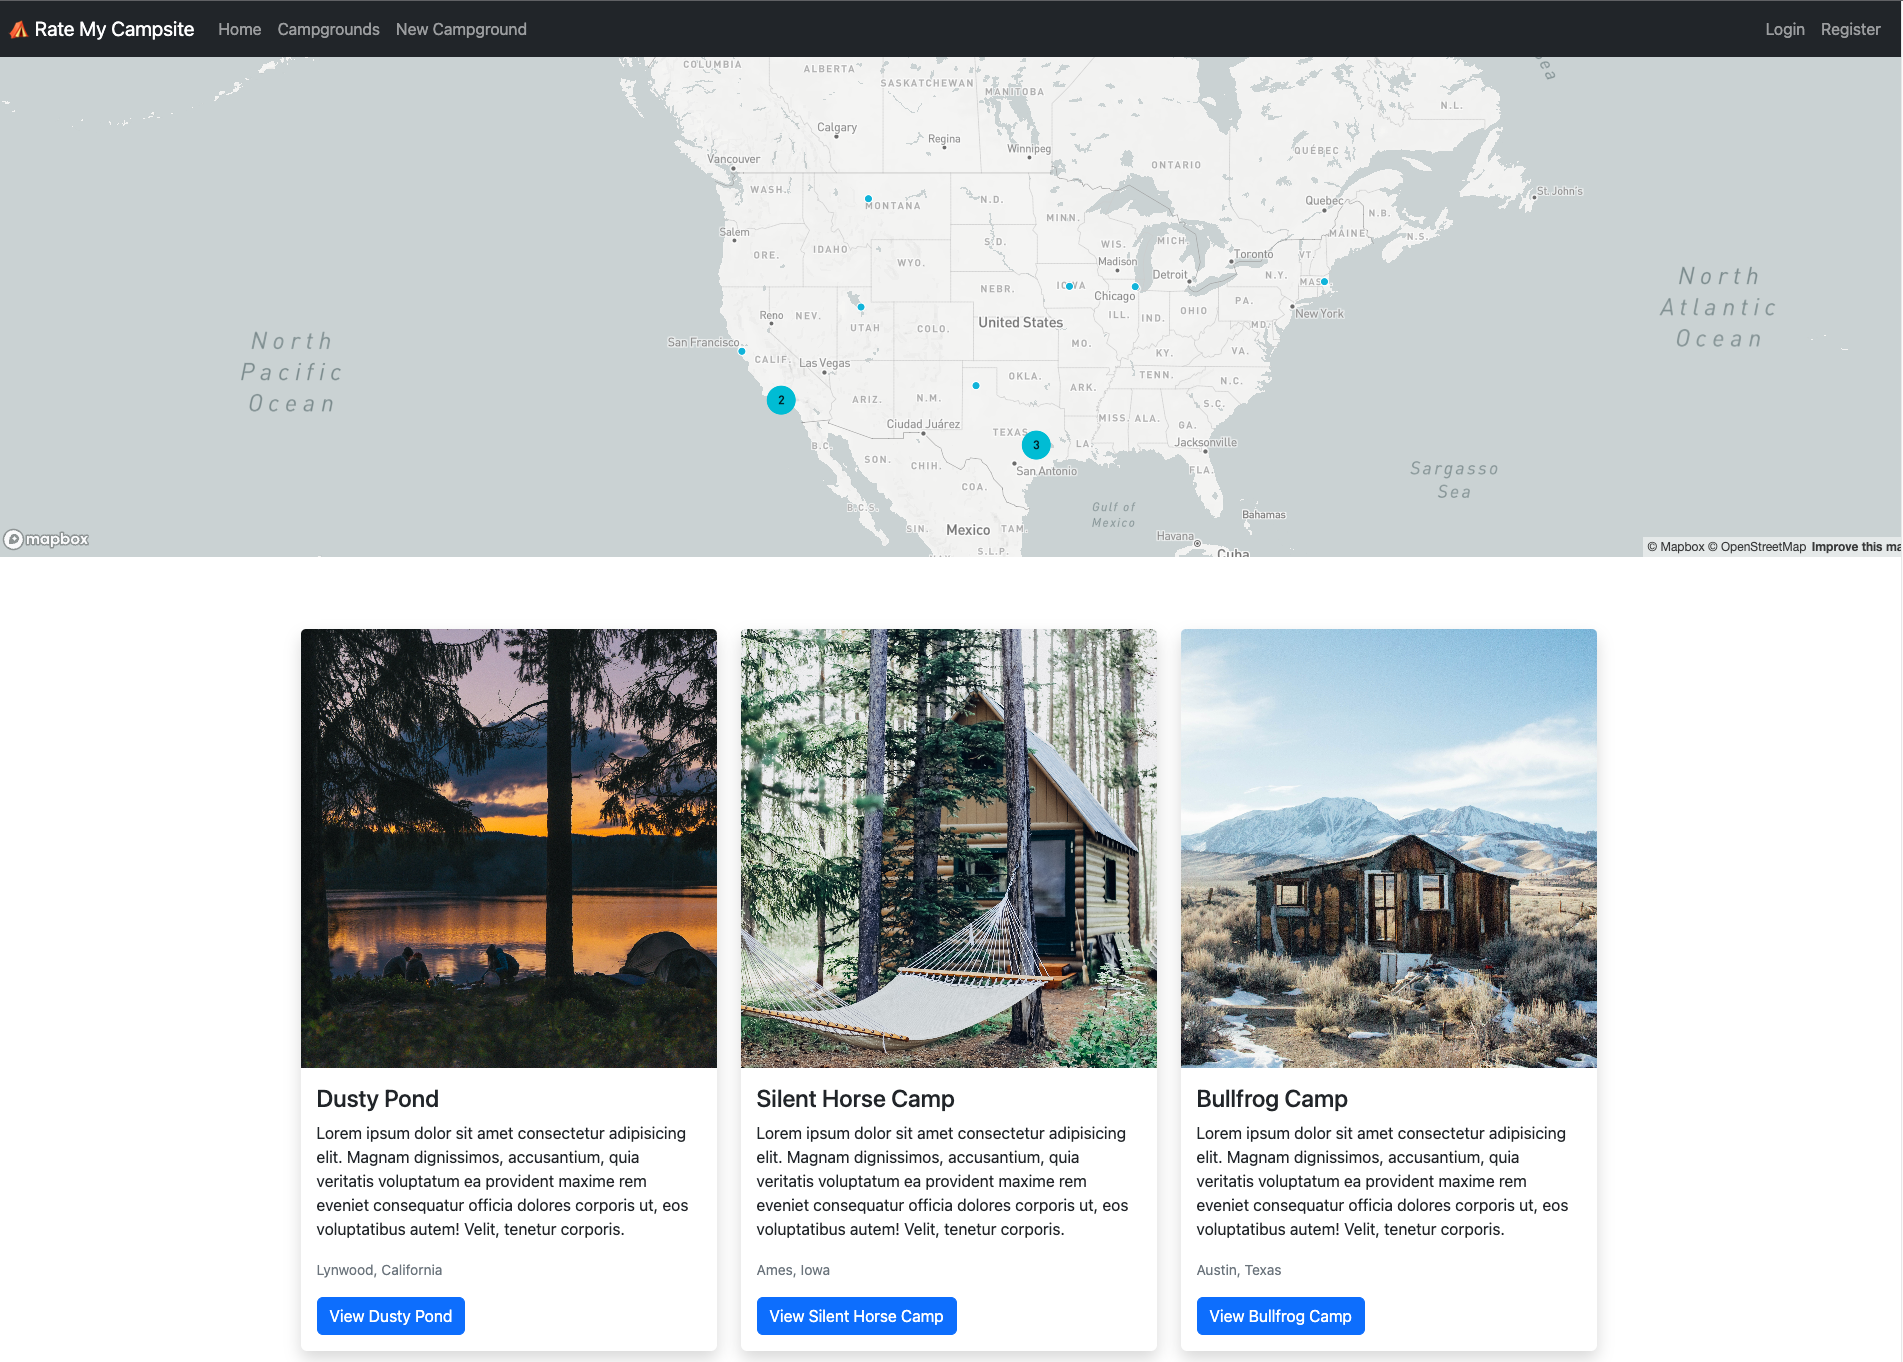 Rate My Campsite Home Campgrounds New Campground Login Register
COLUMBIA
ALBERTA
SASKATCHEWAN
MANITOBA
N.L.
Calgary
Regina
Winnipeg
QUÉBEC
ONTARIO
Vancouver
WASH.
MONTANA
N.D.
MINN.
Quebec
St. John's
N.B.
Salem
ORE.
IDAHO
WYO.
S.D.
WIS.
MICH.
MAINE
N.S.
Madison
Toronto
VT.
Detroit
N.Y.
MAS
NEBR.
IOWA
Chicago
North
Atlantic
Ocean
Reno
NEV.
UTAH
COLO.
United States
ILL.
IND.
OHIO
PA.
MD.
New York
North
Pacific
Ocean
San Francisco
CALIF.
Las Vegas
MO.
KY.
VA.
OKLA.
ARK.
TENN.
N.C.
2
ARIZ.
N.M.
MISS.
ALA.
S.C.
GA.
Ciudad Juárez
TEXAS
3
LA.
Jacksonville
B.C.
SON.
CHIH.
San Antonio
FLA.
Sargasso
Sea
COA.
B.C.S.
Gulf of
Mexico
Bahamas
SIN.
Mexico
TAM.
Havana
S.L.P.
Cuba
mapbox
© Mapbox © OpenStreetMap Improve this ma
Dusty Pond
Lorem ipsum dolor sit amet consectetur adipisicing
elit. Magnam dignissimos, accusantium, quia
veritatis voluptatum ea provident maxime rem
eveniet consequatur officia dolores corporis ut, eos
voluptatibus autem! Velit, tenetur corporis.
Lynwood, California
View Dusty Pond
Silent Horse Camp
Lorem ipsum dolor sit amet consectetur adipisicing
elit. Magnam dignissimos, accusantium, quia
veritatis voluptatum ea provident maxime rem
eveniet consequatur officia dolores corporis ut, eos
voluptatibus autem! Velit, tenetur corporis.
Ames, Iowa
View Silent Horse Camp
Bullfrog Camp
Lorem ipsum dolor sit amet consectetur adipisicing
elit. Magnam dignissimos, accusantium, quia
veritatis voluptatum ea provident maxime rem
eveniet consequatur officia dolores corporis ut, eos
voluptatibus autem! Velit, tenetur corporis.
Austin, Texas
View Bullfrog Camp